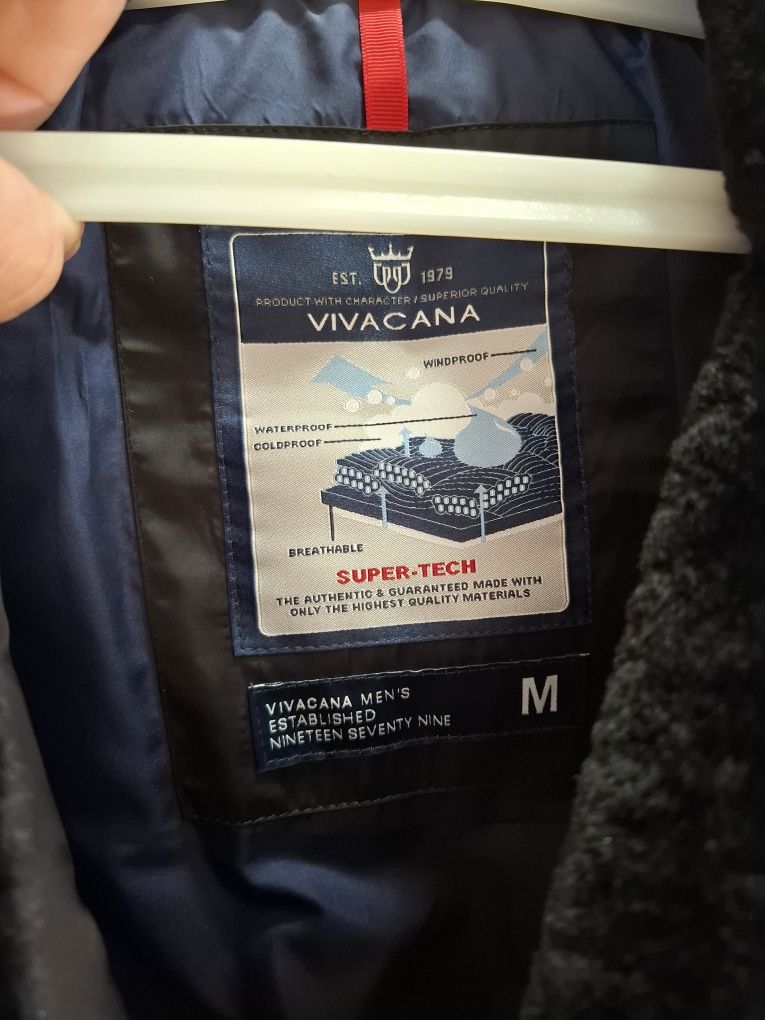 EST. 1979
PRODUCT WITH CHARACTER / SUPERIOR QUALITY
VIVACANA
WINDPROOF
WATERPROOF
COLDPROOF
BREATHABLE
SUPER-TECH
THE AUTHENTIC & GUARANTEED MADE WITH
ONLY THE HIGHEST QUALITY MATERIALS
VIVACANA MEN'S
ESTABLISHED
NINETEEN SEVENTY NINE
M